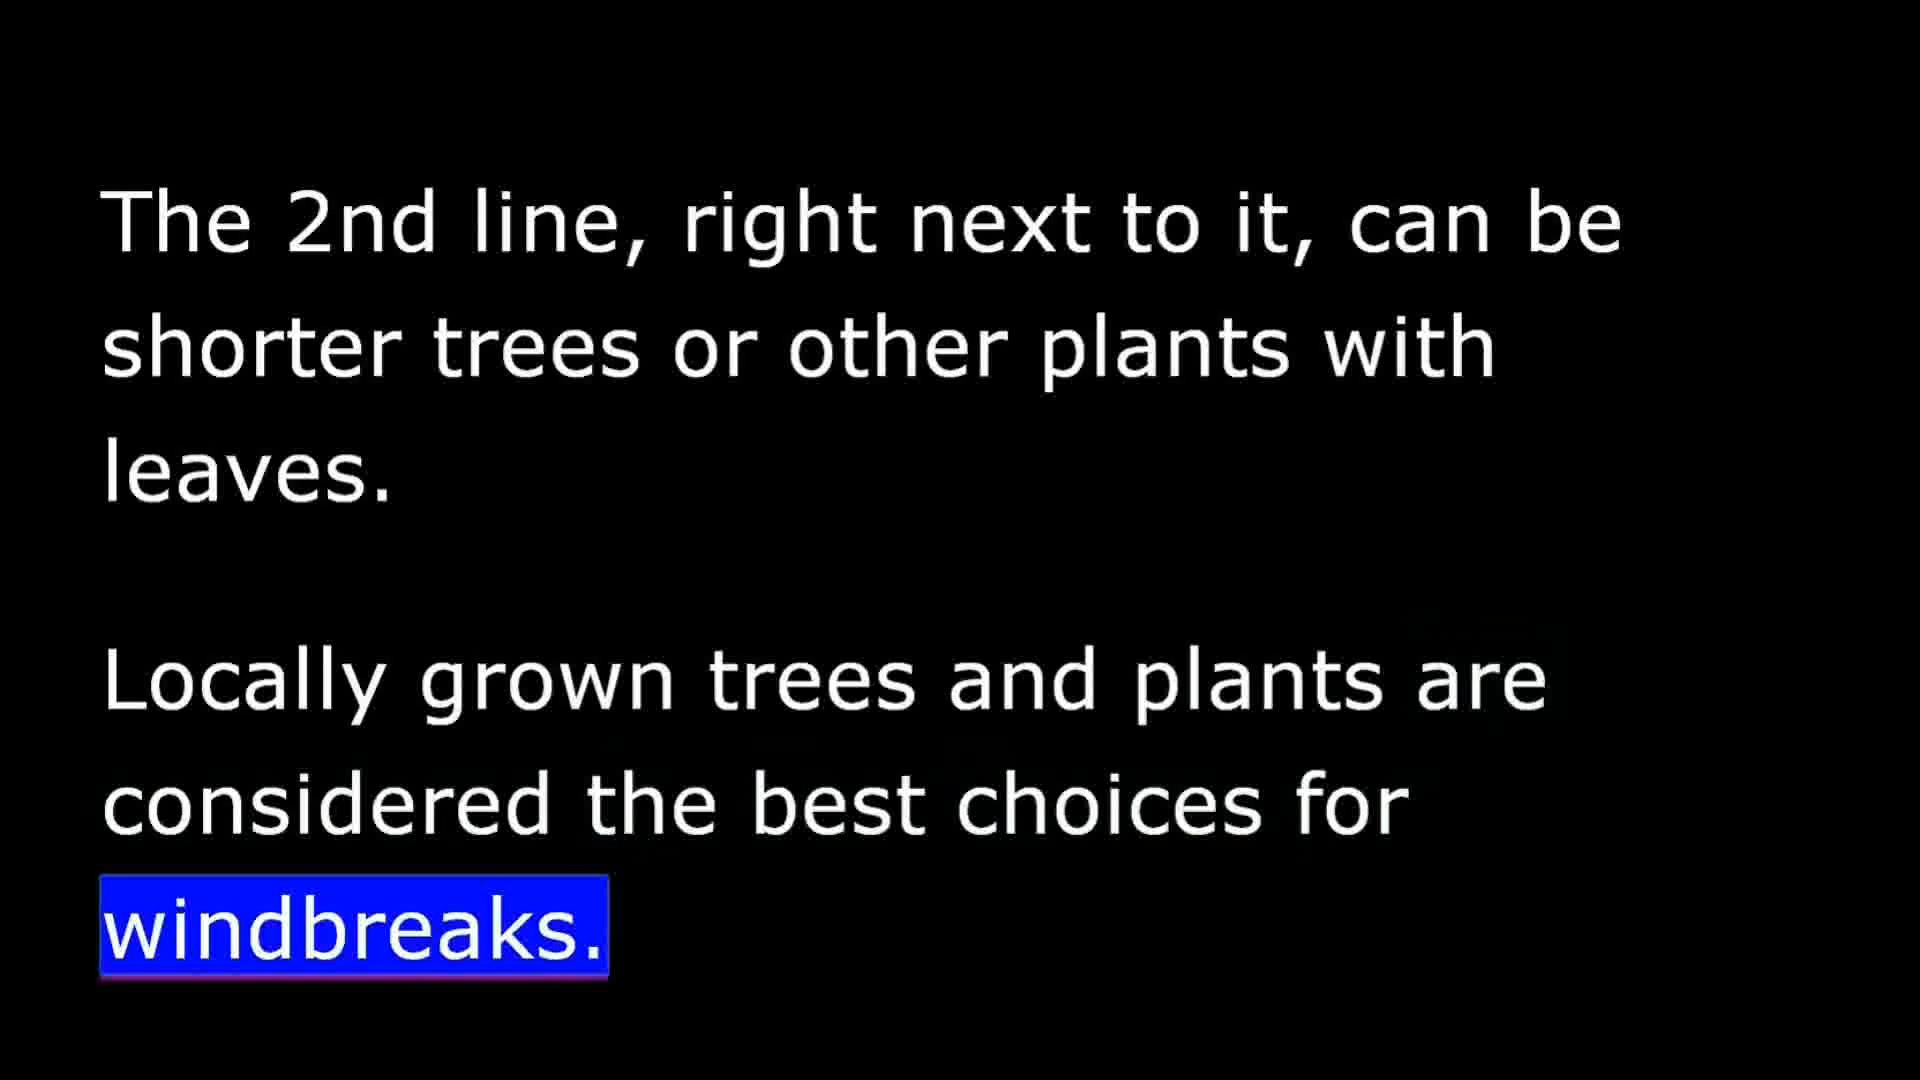 The 2nd line, right next to it, can be
shorter trees or other plants with
leaves.
Locally grown trees and plants are
considered the best choices for
windbreaks.